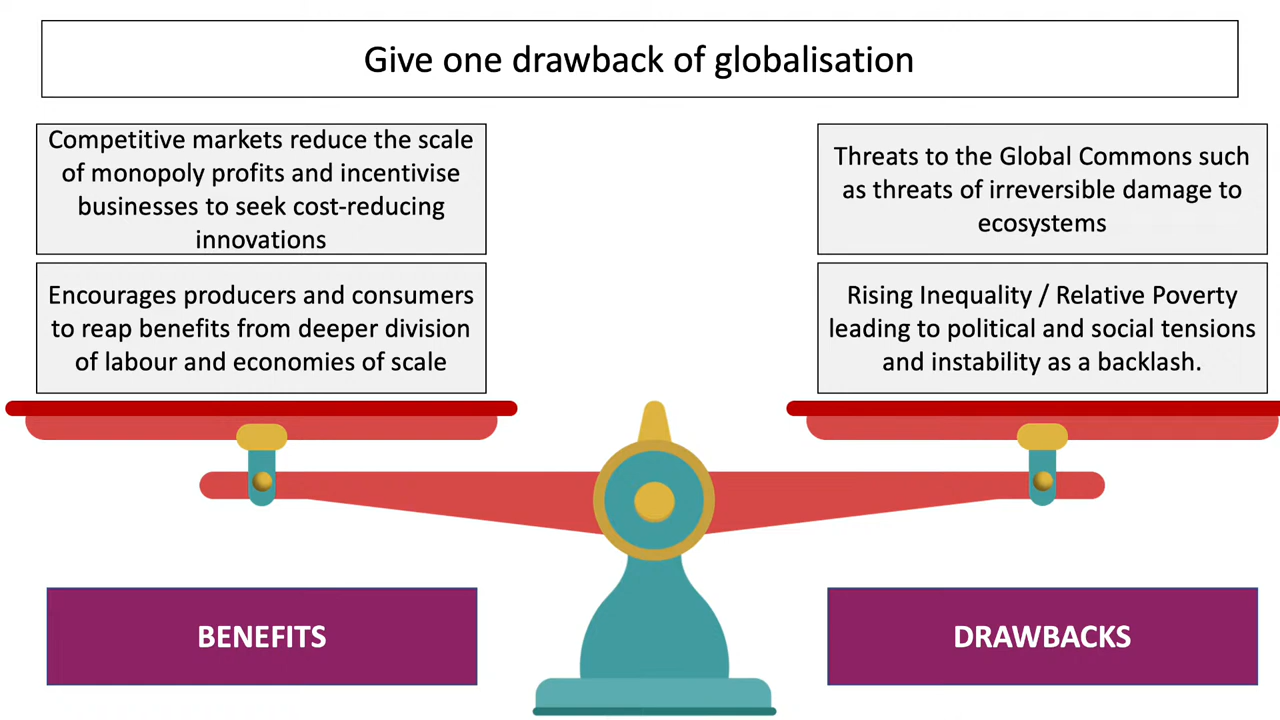 Give one drawback of globalisation
Competitive markets reduce the scale
of monopoly profits and incentivise
businesses to seek cost-reducing
innovations
Encourages producers and consumers
to reap benefits from deeper division
of labour and economies of scale
Threats to the Global Commons such
as threats of irreversible damage to
ecosystems
Rising Inequality / Relative Poverty
leading to political and social tensions
and instability as a backlash.
BENEFITS
DRAWBACKS